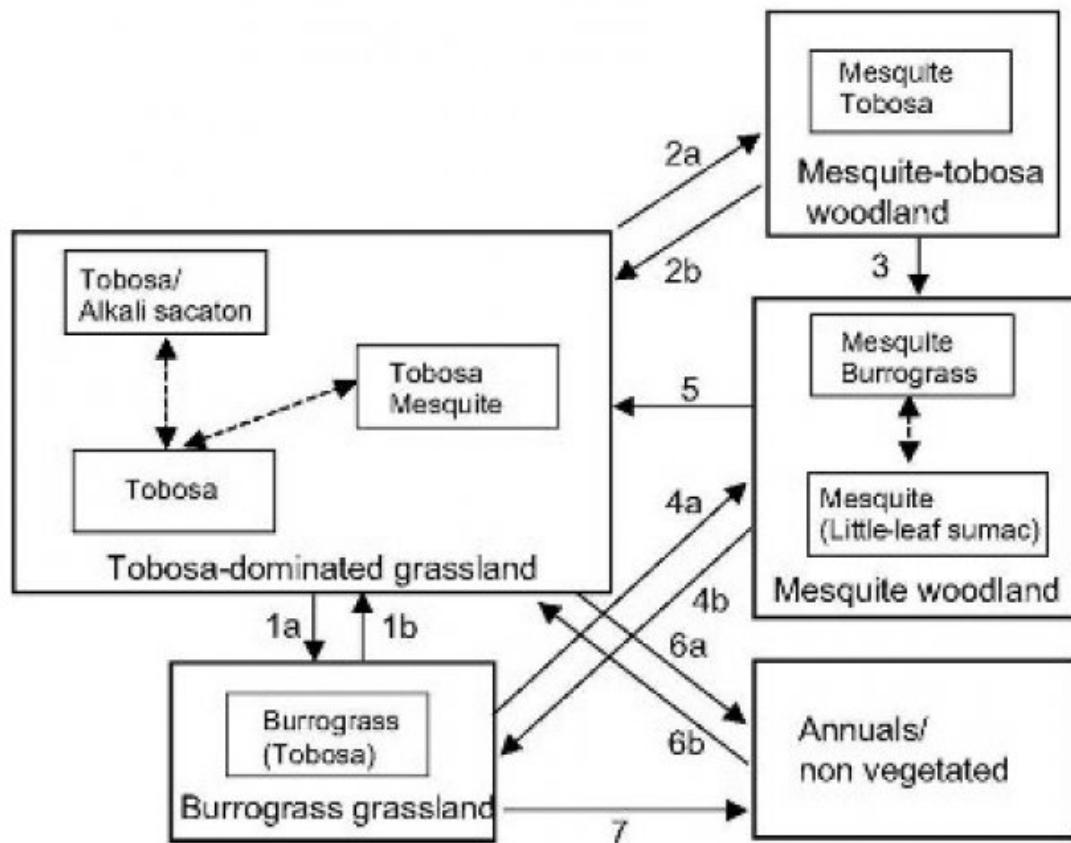 Mesquite
Tobosa
Mesquite-tobosa
woodland
2a
2b
3
Tobosa/
Alkali sacaton
Tobosa
Mesquite
Tobosa
Tobosa-dominated grassland
Mesquite
Burrograss
Mesquite
(Little-leaf sumac)
Mesquite woodland
5
4a
4b
1a
1b
6a
6b
Burrograss
(Tobosa)
Burrograss grassland
7
Annuals/
non vegetated